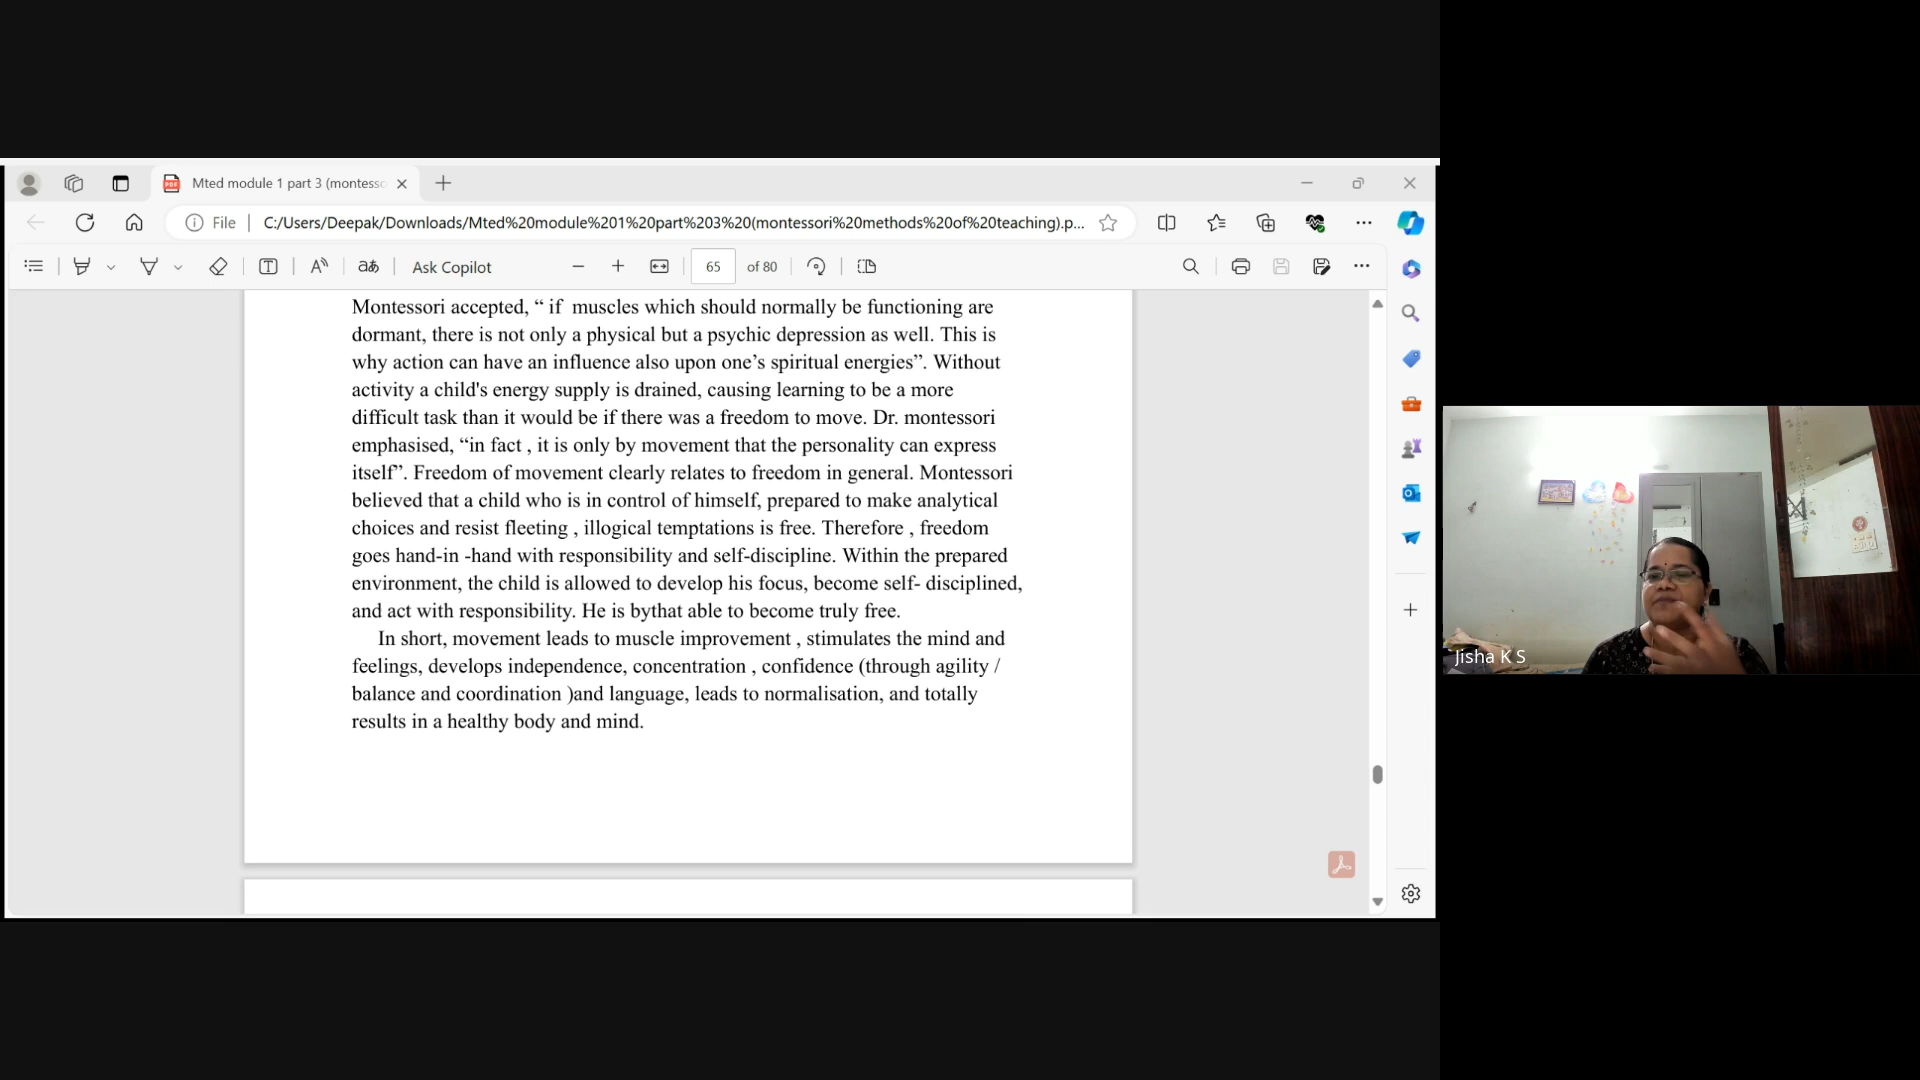 Mted module 1 part 3 (montesso
File
C:/Users/Deepak/Downloads/Mted%20module%201%20part%203%20(montessori%20methods%20of%20teaching).p...
Ask Copilot
65 of 80
Montessori accepted, “ if  muscles which should normally be functioning are
dormant, there is not only a physical but a psychic depression as well. This is
why action can have an influence also upon one’s spiritual energies”. Without
activity a child's energy supply is drained, causing learning to be a more
difficult task than it would be if there was a freedom to move. Dr. montessori
emphasised, “in fact , it is only by movement that the personality can express
itself”. Freedom of movement clearly relates to freedom in general. Montessori
believed that a child who is in control of himself, prepared to make analytical
choices and resist fleeting , illogical temptations is free. Therefore , freedom
goes hand-in -hand with responsibility and self-discipline. Within the prepared
environment, the child is allowed to develop his focus, become self- disciplined,
and act with responsibility. He is bythat able to become truly free.
In short, movement leads to muscle improvement , stimulates the mind and
feelings, develops independence, concentration , confidence (through agility /
balance and coordination )and language, leads to normalisation, and totally
results in a healthy body and mind.
Jisha K S